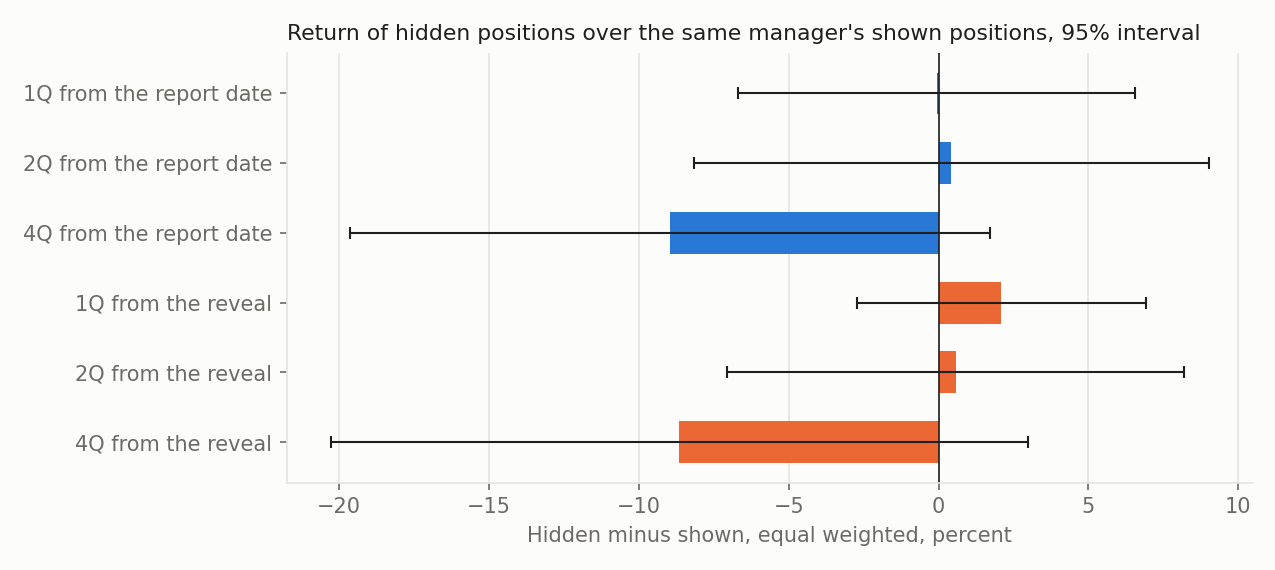 Return of hidden positions over the same manager's shown positions, 95% interval
1Q from the report date
2Q from the report date
4Q from the report date
1Q from the reveal
2Q from the reveal
4Q from the reveal
−20 −15 −10 −5 0 5 10
Hidden minus shown, equal weighted, percent